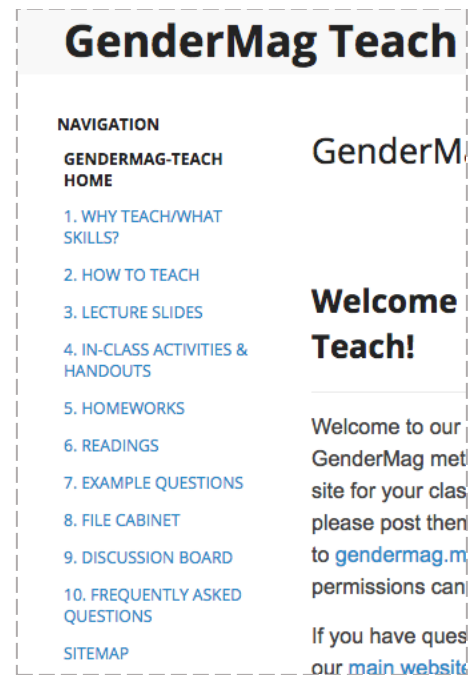 GenderMag Teach
NAVIGATION
GENDERMAG-TEACH
HOME
1. WHY TEACH/WHAT
SKILLS?
2. HOW TO TEACH
3. LECTURE SLIDES
4. IN-CLASS ACTIVITIES &
HANDOUTS
5. HOMEWORKS
6. READINGS
7. EXAMPLE QUESTIONS
8. FILE CABINET
9. DISCUSSION BOARD
10. FREQUENTLY ASKED
QUESTIONS
SITEMAP
GenderMa
Welcome
Teach!
Welcome to our
GenderMag met
site for your clas
please post then
to gendermag.m
permissions can
If you have ques
our main website